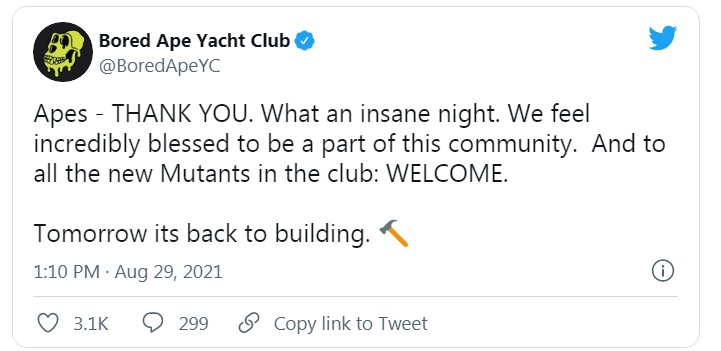 Bored Ape Yacht Club
@BoredApeYC
Apes - THANK YOU. What an insane night. We feel
incredibly blessed to be a part of this community.  And to
all the new Mutants in the club: WELCOME.
Tomorrow its back to building. 🔨
1:10 PM · Aug 29, 2021
3.1K 299 Copy link to Tweet